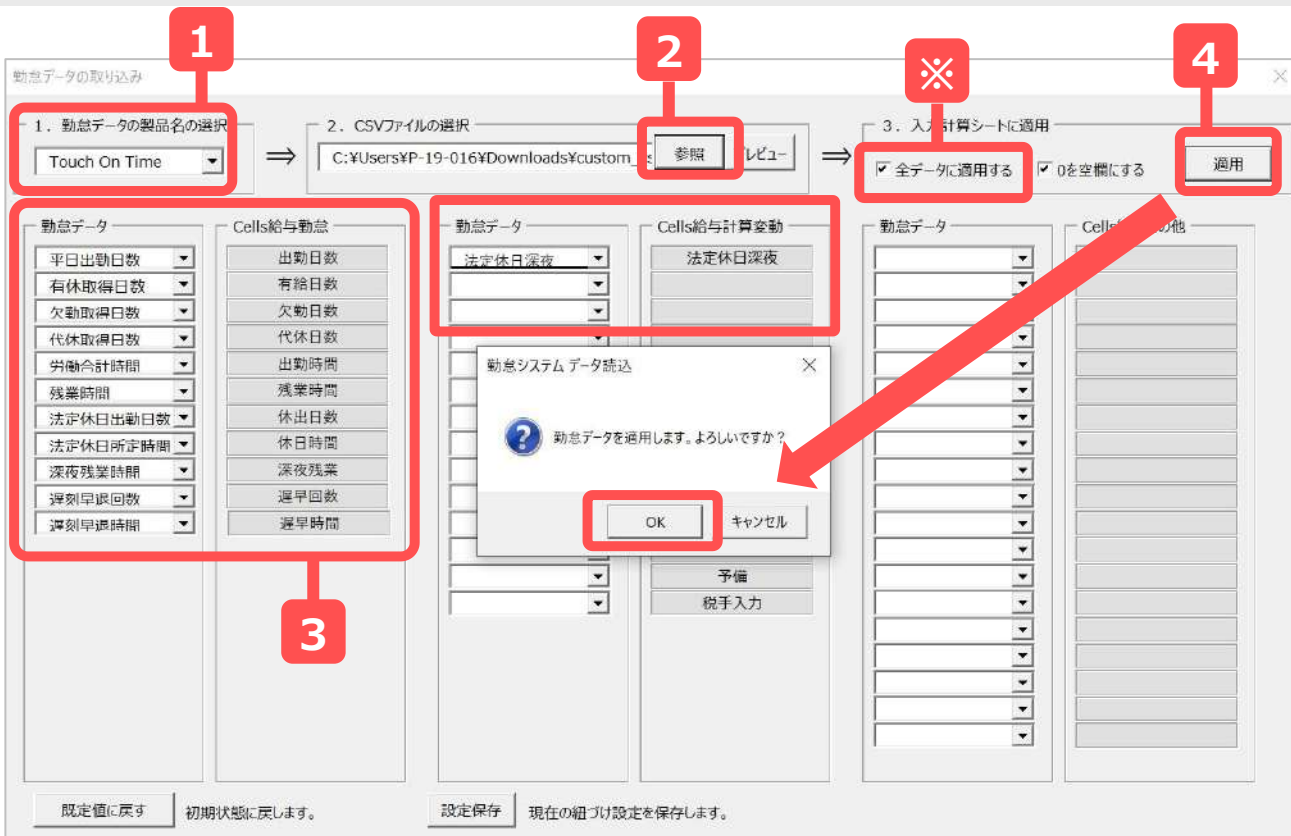 1
2
※
4
勤怠データの取り込み
1. 勤怠データの製品名の選択
2. CSVファイルの選択
3. 入力計算シートに適用
Touch On Time
⇒
C:¥Users¥P-19-016¥Downloads¥custom_
参照
プレビュー
⇒
全データに適用する
0を空欄にする
適用
勤怠データ
Cells給与勤怠
勤怠データ
Cells給与計算変動
勤怠データ
平日出勤日数
出勤日数
法定休日深夜
法定休日深夜
有休取得日数
有給日数
欠勤取得日数
欠勤日数
代休取得日数
代休日数
労働合計時間
出勤時間
残業時間
残業時間
法定休日出勤日数
休出日数
法定休日所定時間
休日時間
深夜残業時間
深夜残業
遅刻早退回数
遅早回数
遅刻早退時間
遅早時間
勤怠システム データ読込
勤怠データを適用します。よろしいですか?
OK
キャンセル
予備
税手入力
3
既定値に戻す
初期状態に戻します。
設定保存
現在の紐づけ設定を保存します。